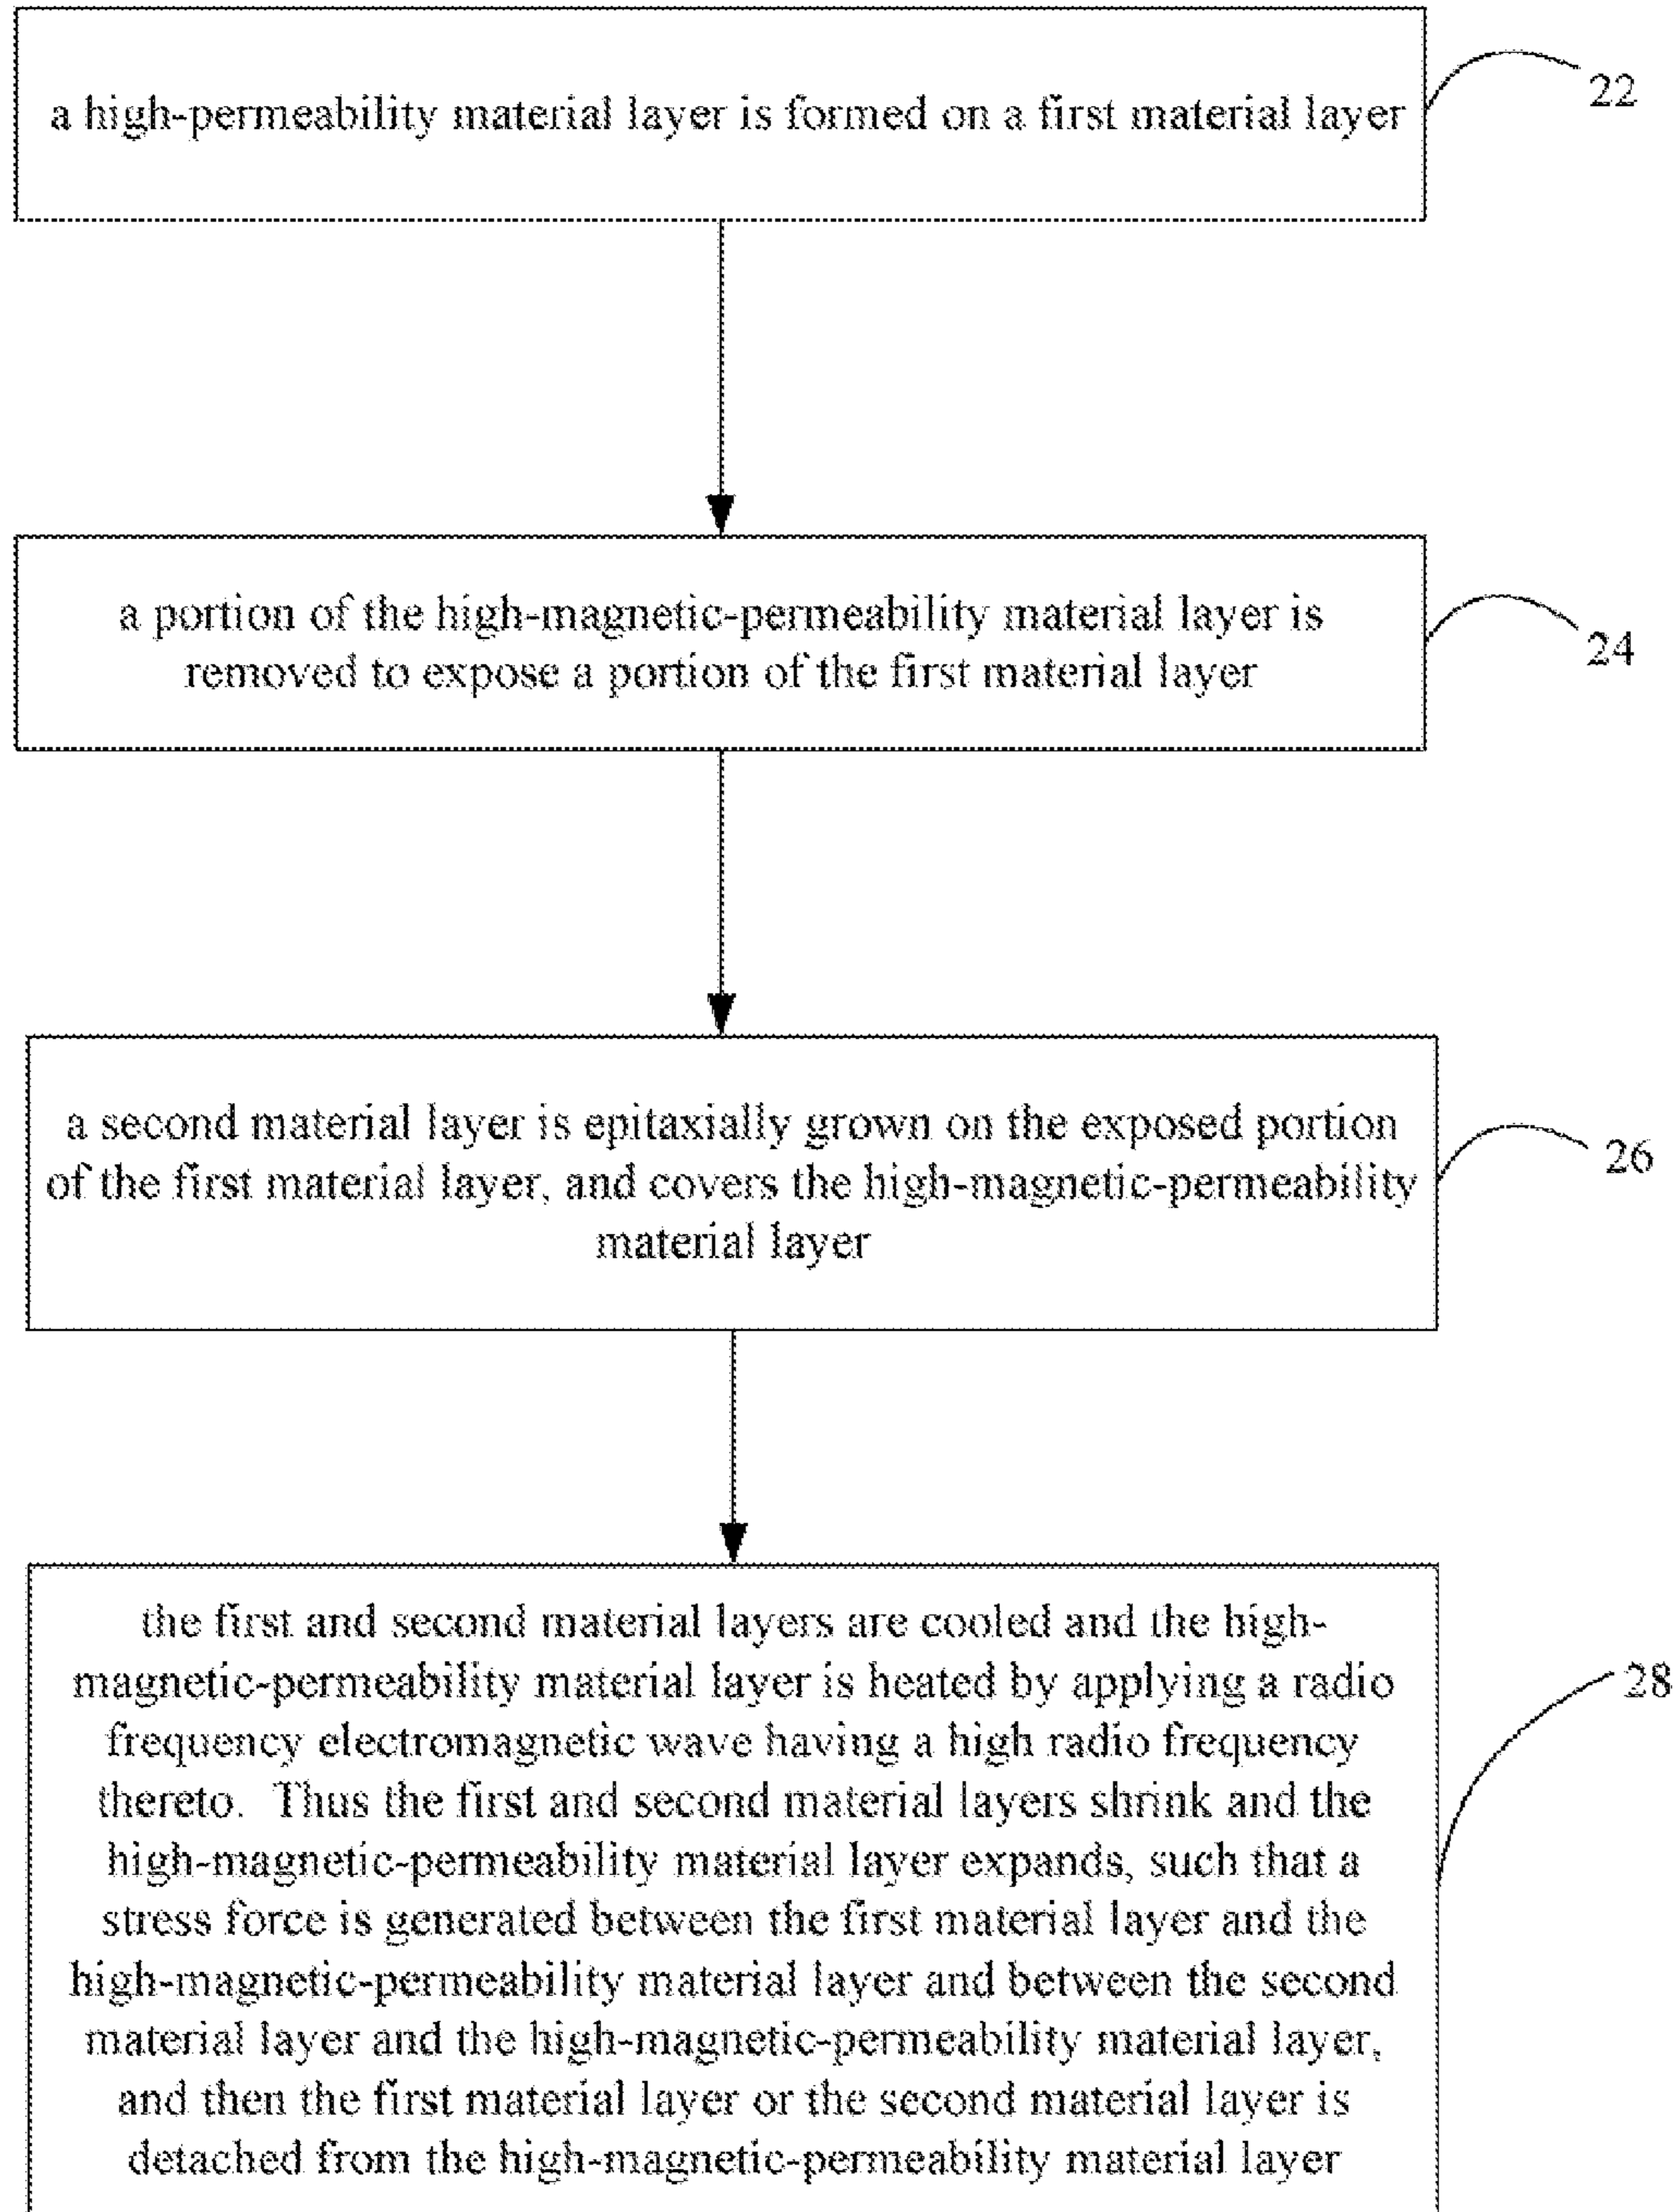 a high-permeability material layer is formed on a first material layer
22
a portion of the high-magnetic-permeability material layer is
removed to expose a portion of the first material layer
24
a second material layer is epitaxially grown on the exposed portion
of the first material layer, and covers the high-magnetic-permeability
material layer
26
the first and second material layers are cooled and the high-
magnetic-permeability material layer is heated by applying a radio
frequency electromagnetic wave having a high radio frequency
thereto. Thus the first and second material layers shrink and the
high-magnetic-permeability material layer expands, such that a
stress force is generated between the first material layer and the
high-magnetic-permeability material layer and between the second
material layer and the high-magnetic-permeability material layer,
and then the first material layer or the second material layer is
detached from the high-magnetic-permeability material layer
28